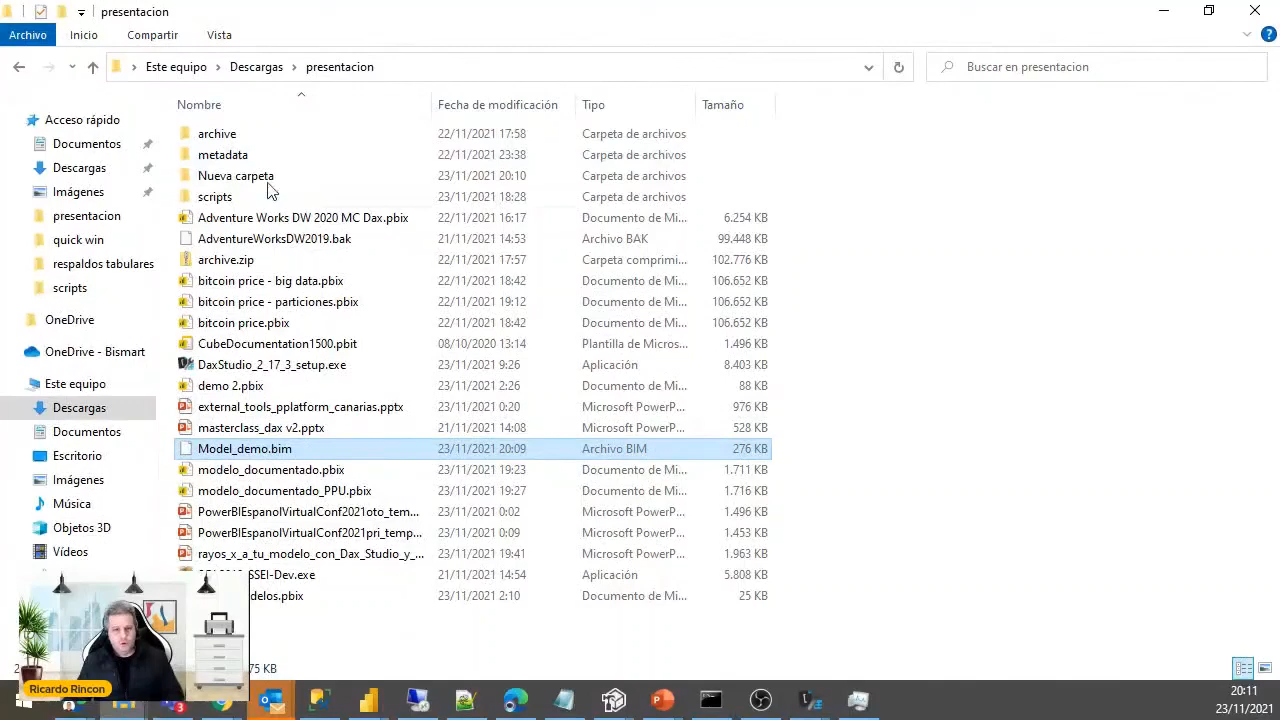 presentacion
Archivo Inicio Compartir Vista
Este equipo Descargas presentacion Buscar en presentacion
Nombre Fecha de modificación Tipo Tamaño
Acceso rápido
Documentos
Descargas
Imágenes
presentacion
quick win
respaldos tabulares
scripts
OneDrive
OneDrive - Bismart
Este equipo
Descargas
Documentos
Escritorio
Imágenes
Música
Objetos 3D
Vídeos
archive 22/11/2021 17:58 Carpeta de archivos
metadata 22/11/2021 23:38 Carpeta de archivos
Nueva carpeta 23/11/2021 20:10 Carpeta de archivos
scripts 23/11/2021 18:28 Carpeta de archivos
Adventure Works DW 2020 MC Dax.pbix 22/11/2021 16:17 Documento de Mi... 6.254 KB
AdventureWorksDW2019.bak 21/11/2021 14:53 Archivo BAK 99.448 KB
archive.zip 22/11/2021 17:57 Carpeta comprimi... 102.776 KB
bitcoin price - big data.pbix 22/11/2021 18:42 Documento de Mi... 106.652 KB
bitcoin price - particiones.pbix 22/11/2021 19:12 Documento de Mi... 106.652 KB
bitcoin price.pbix 22/11/2021 18:42 Documento de Mi... 106.652 KB
CubeDocumentation1500.pbit 08/10/2020 13:14 Plantilla de Micros... 1.496 KB
DaxStudio_2_17_3_setup.exe 23/11/2021 9:26 Aplicación 8.403 KB
demo 2.pbix 23/11/2021 2:26 Documento de Mi... 88 KB
external_tools_pplatform_canarias.pptx 23/11/2021 0:20 Microsoft PowerP... 976 KB
masterclass_dax v2.pptx 21/11/2021 14:08 Microsoft PowerP... 528 KB
Model_demo.bim 23/11/2021 20:09 Archivo BIM 276 KB
modelo_documentado.pbix 23/11/2021 19:23 Documento de Mi... 1.711 KB
modelo_documentado_PPU.pbix 23/11/2021 19:27 Documento de Mi... 1.716 KB
PowerBIEspanolVirtualConf2021oto_tem... 23/11/2021 0:02 Microsoft PowerP... 1.496 KB
PowerBIEspanolVirtualConf2021pri_temp... 23/11/2021 0:09 Microsoft PowerP... 1.453 KB
rayos_x_a_tu_modelo_con_Dax_Studio_y_... 23/11/2021 19:41 Microsoft PowerP... 1.963 KB
SSEI-Dev.exe 21/11/2021 14:54 Aplicación 5.808 KB
delos.pbix 23/11/2021 2:10 Documento de Mi... 25 KB
75 KB
Ricardo Rincon
20:11
23/11/2021